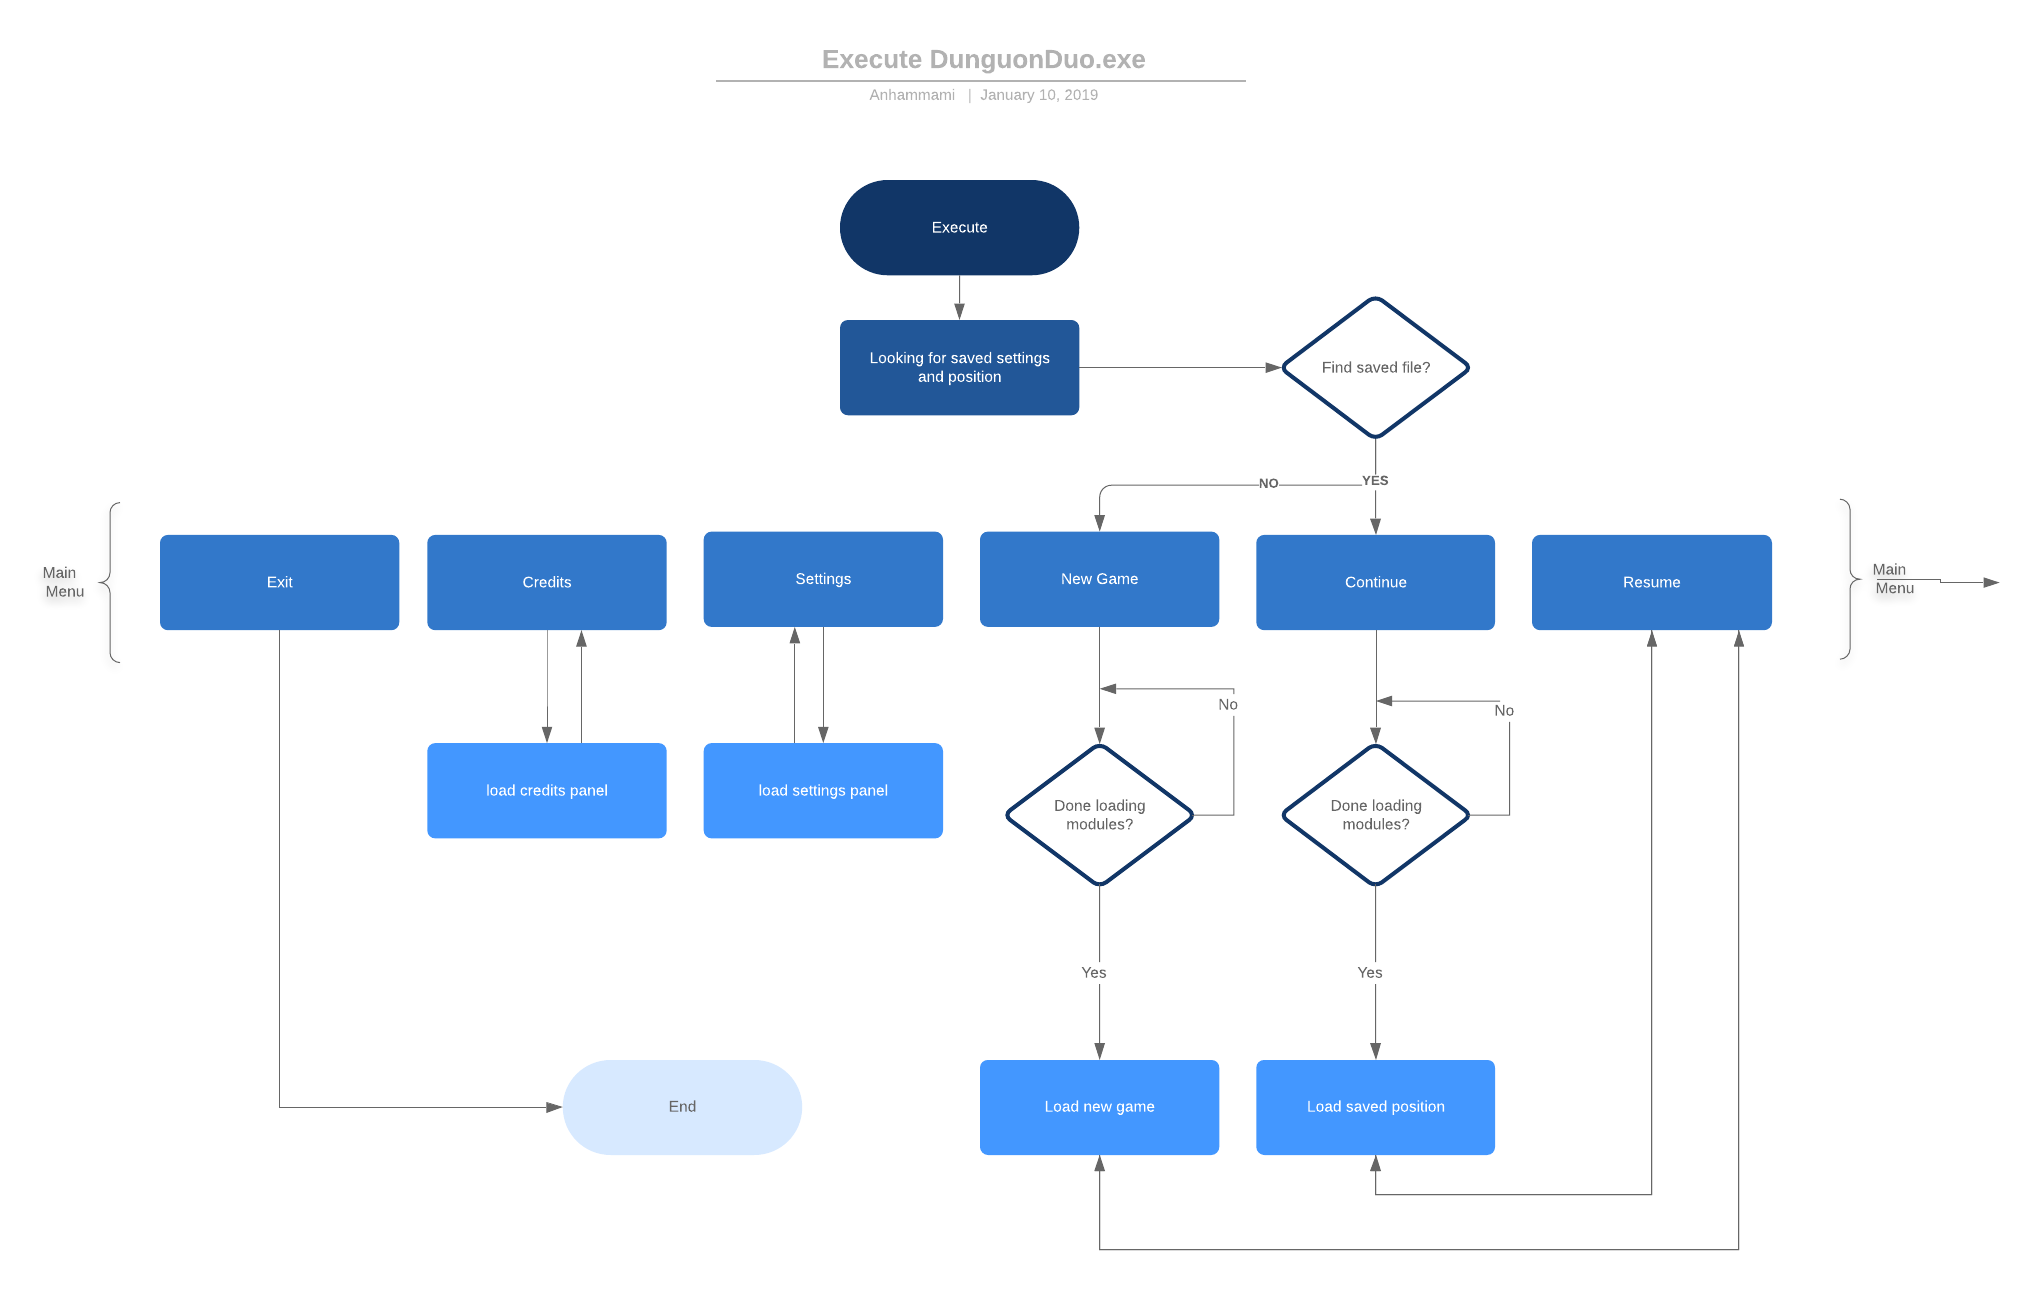 Execute DunguonDuo.exe
Anhammami | January 10, 2019
Execute
Looking for saved settings
and position
Find saved file?
NO
YES
Main
Menu
Exit
Credits
Settings
New Game
Continue
Resume
Main
Menu
No
No
load credits panel
load settings panel
Done loading
modules?
Done loading
modules?
Yes
Yes
End
Load new game
Load saved position